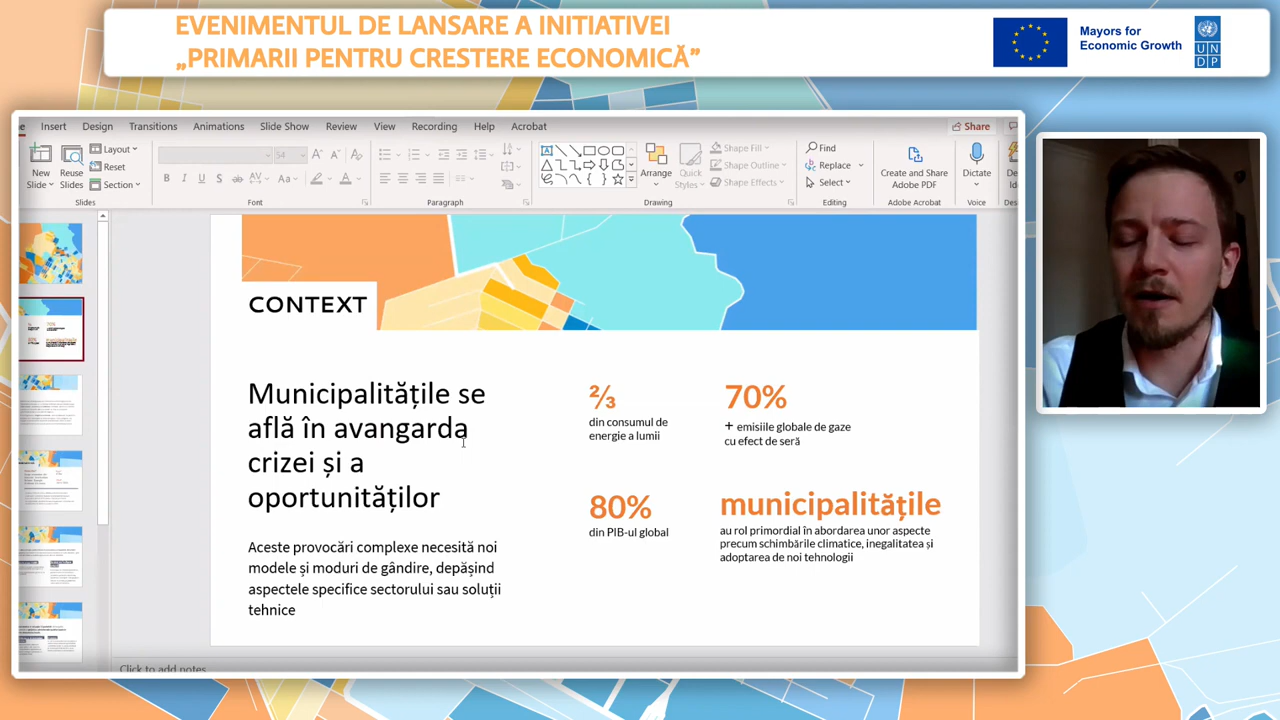 EVENIMENTUL DE LANSARE A INITIATIVEI
„PRIMARII PENTRU CRESTERE ECONOMICĂ”
Mayors for
Economic Growth
U N
D P
Insert Design Transitions Animations Slide Show Review View Recording Help Acrobat Share
New
Slide
Reuse
Slides
Layout
Reset
Section
Slides
54
B I U S ab AV Aa A
Font
Paragraph
Arrange
Quick
Styles
Shape Fill
Shape Outline
Shape Effects
Drawing
Find
Replace
Select
Editing
Create and Share
Adobe PDF
Adobe Acrobat
Dictate
Voice
CONTEXT
Municipalitățile se
află în avangarda
crizei și a
oportunităților
Aceste provocări complexe necesită noi
modele și moduri de gândire, depășind
aspectele specifice sectorului sau soluții
tehnice
⅔
din consumul de
energie a lumii
70%
+ emisiile globale de gaze
cu efect de seră
80%
din PIB-ul global
municipalitățile
au rol primordial în abordarea unor aspecte
precum schimbările climatice, inegalitatea și
adoptarea de noi tehnologii
Click to add notes